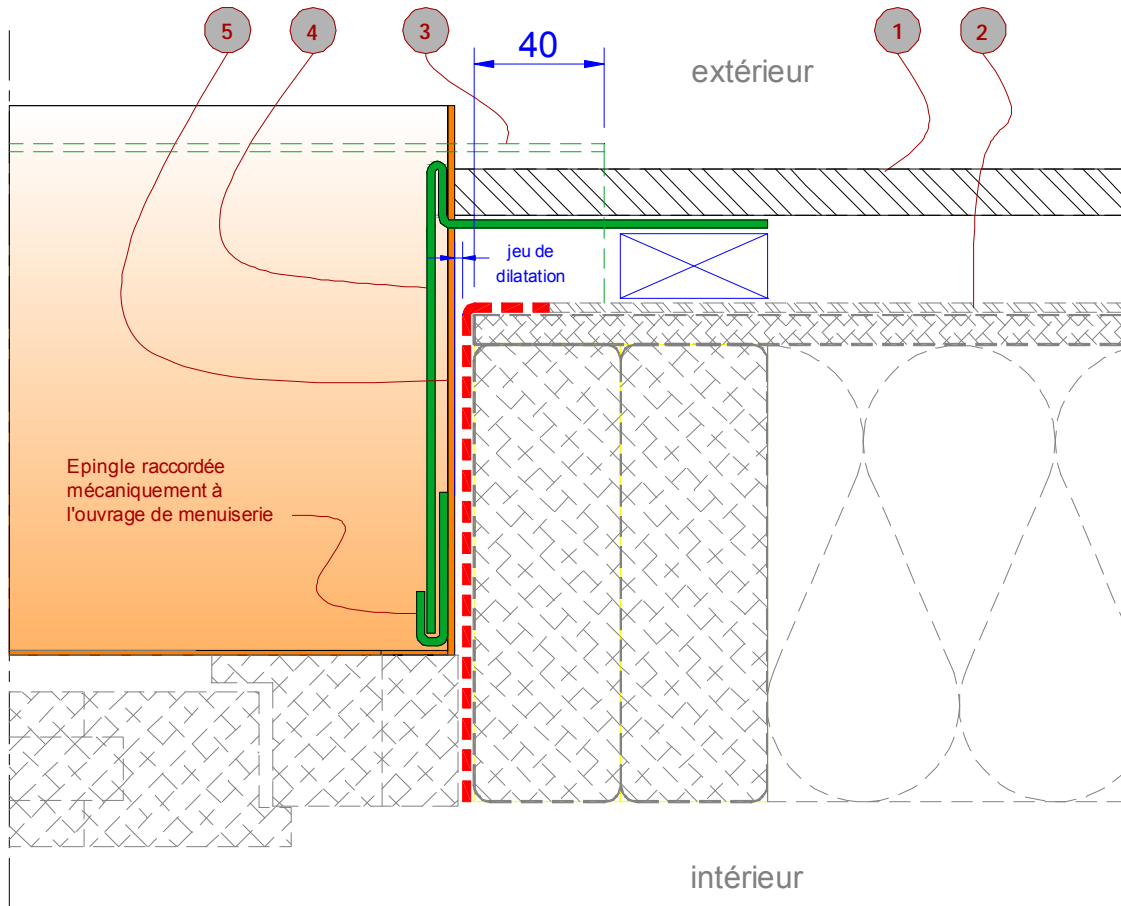 5
4
3
1
2
40
extérieur
jeu de
dilatation
Epingle raccordée
mécaniquement à
l'ouvrage de menuiserie
intérieur